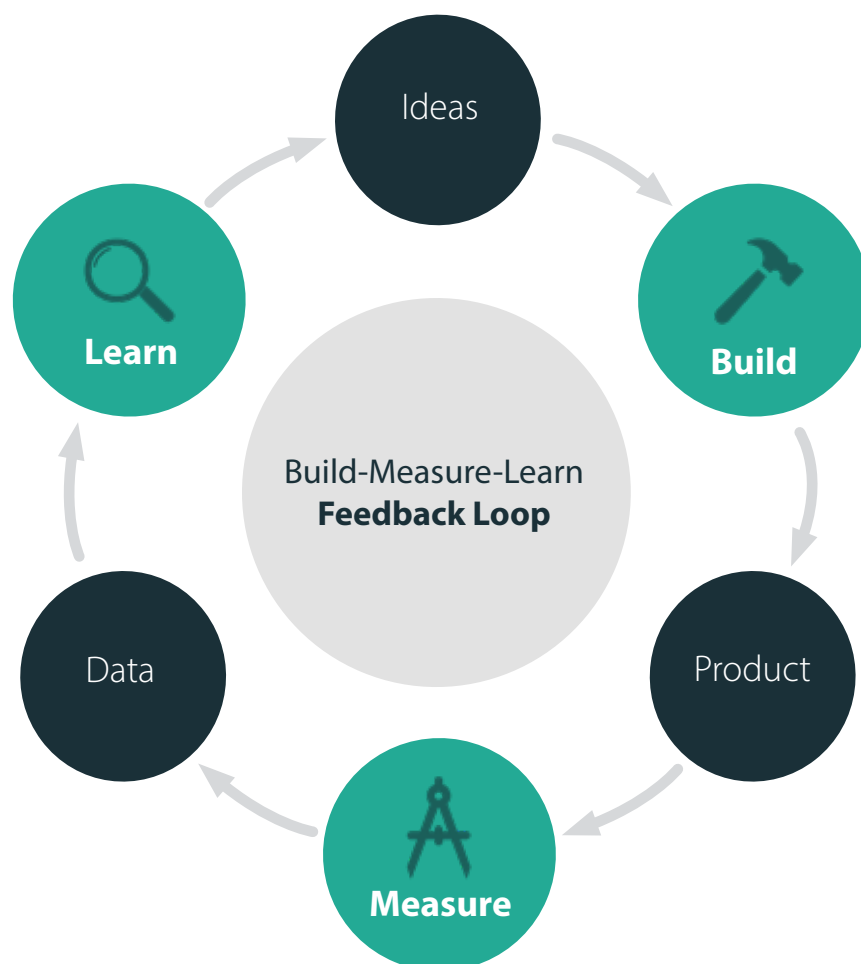 Ideas
Build
Product
Measure
Data
Learn
Build-Measure-Learn
Feedback Loop